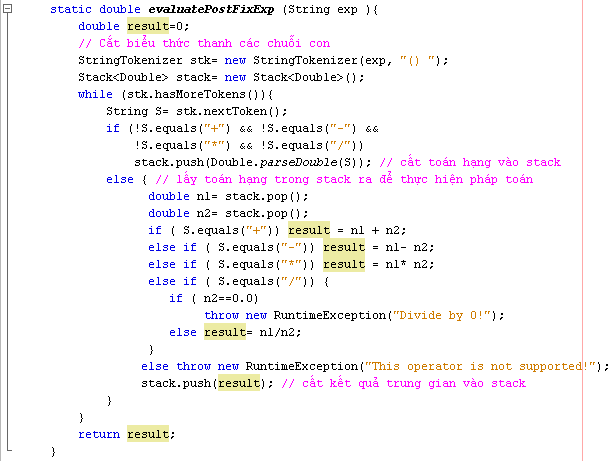 static double evaluatePostFixExp (String exp ){
double result=0;
// Cắt biểu thức thanh các chuỗi con
StringTokenizer stk= new StringTokenizer(exp, "() ");
Stack<Double> stack= new Stack<Double>();
while (stk.hasMoreTokens()){
String S= stk.nextToken();
if (!S.equals("+") && !S.equals("-") &&
!S.equals("*") && !S.equals("/"))
stack.push(Double.parseDouble(S)); // cất toán hạng vào stack
else { // lấy toán hạng trong stack ra để thực hiện pháp toán
double n1= stack.pop();
double n2= stack.pop();
if ( S.equals("+")) result = n1 + n2;
else if ( S.equals("-")) result = n1- n2;
else if ( S.equals("*")) result = n1* n2;
else if ( S.equals("/")) {
if ( n2==0.0)
throw new RuntimeException("Divide by 0!");
else result= n1/n2;
}
else throw new RuntimeException("This operator is not supported!");
stack.push(result); // cất kết quả trung gian vào stack
}
}
return result;
}